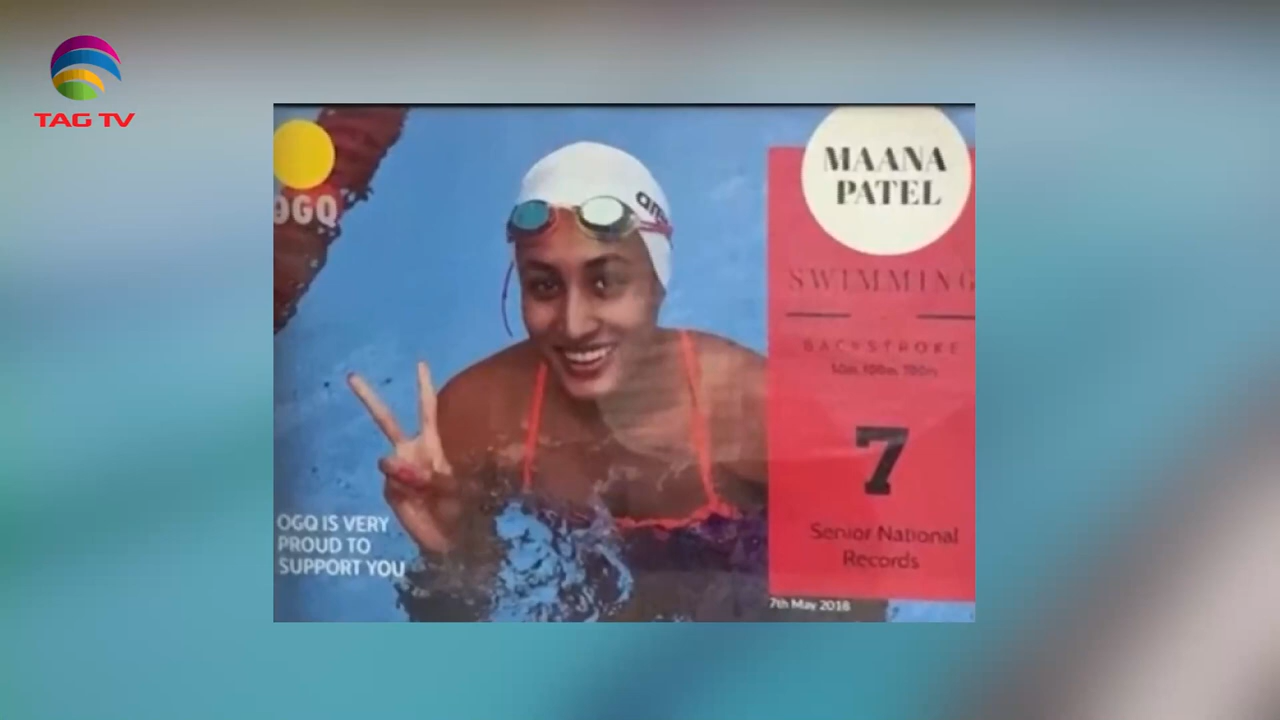 TAG TV
OGQ
MAANA
PATEL
SWIMMING
BACKSTROKE
50m, 100m, 200m
7
Senior National
Records
OGQ IS VERY
PROUD TO
SUPPORT YOU
7th May 2018